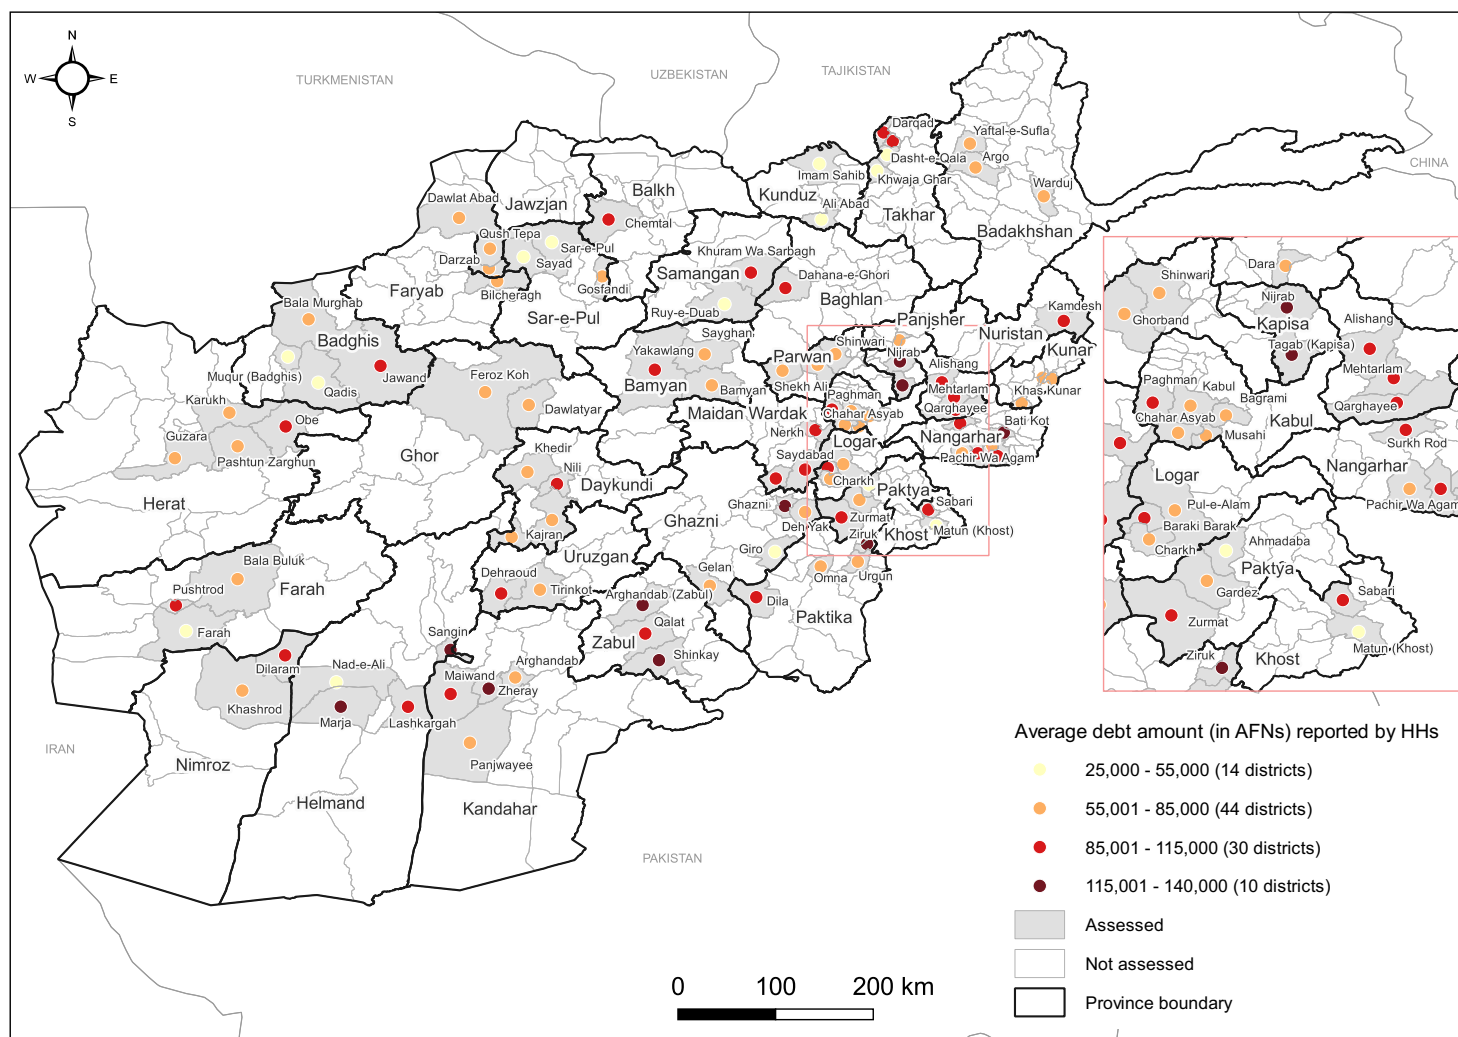 N
W
E
S
TURKMENISTAN
UZBEKISTAN
TAJIKISTAN
CHINA
IRAN
PAKISTAN
Darqad
Yaftal-e-Sufla
Dasht-e-Qala
Argo
Imam Sahib
Khwaja Ghar
Warduj
Kunduz
Ali Abad
Takhar
Badakhshan
Balkh
Dawlat Abad
Jawzjan
Chemtal
Qush Tepa
Sar-e-Pul
Darzab
Sayad
Khuram Wa Sarbagh
Samangan
Dahana-e-Ghori
Bilcheragh
Gosfandi
Faryab
Baghlan
Bala Murghab
Ruy-e-Duab
Sar-e-Pul
Panjsher
Kamdesh
Nuristan
Badghis
Sayghan
Yakawlang
Shinwari
Nijrab
Kunar
Parwan
Alishang
Muqur (Badghis)
Jawand
Feroz Koh
Bamyan
Bamyan
Shekh Ali
Mehtarlam
Khas Kunar
Qadis
Paghman
Karukh
Dawlatyar
Maidan Wardak
Chahar Asyab
Qarghayee
Bati Kot
Obe
Nerkh
Logar
Nangarhar
Guzara
Ghor
Khedir
Saydabad
Pachir Wa Agam
Pashtun Zarghun
Nili
Charkh
Daykundi
Paktya
Herat
Ghazni
Ghazni
Sabari
Deh Yak
Zurmat
Kajran
Khost
Matun (Khost)
Ziruk
Uruzgan
Giro
Bala Buluk
Dehraoud
Gelan
Omna
Urgun
Pushtrod
Farah
Tirinkot
Arghandab (Zabul)
Dila
Paktika
Farah
Qalat
Sangin
Zabul
Shinkay
Dilaram
Nad-e-Ali
Arghandab
Maiwand
Zheray
Khashrod
Marja
Lashkargah
Nimroz
Panjwayee
Helmand
Kandahar
Dara
Shinwari
Nijrab
Ghorband
Kapisa
Alishang
Tagab (Kapisa)
Mehtarlam
Paghman
Kabul
Bagrami
Qarghayee
Chahar Asyab
Kabul
Musahi
Surkh Rod
Logar
Nangarhar
Pul-e-Alam
Pachir Wa Agam
Baraki Barak
Charkh
Ahmadaba
Paktya
Gardez
Sabari
Zurmat
Matun (Khost)
Ziruk
Khost
Average debt amount (in AFNs) reported by HHs
25,000 - 55,000 (14 districts)
55,001 - 85,000 (44 districts)
85,001 - 115,000 (30 districts)
115,001 - 140,000 (10 districts)
Assessed
Not assessed
Province boundary
0 100 200 km